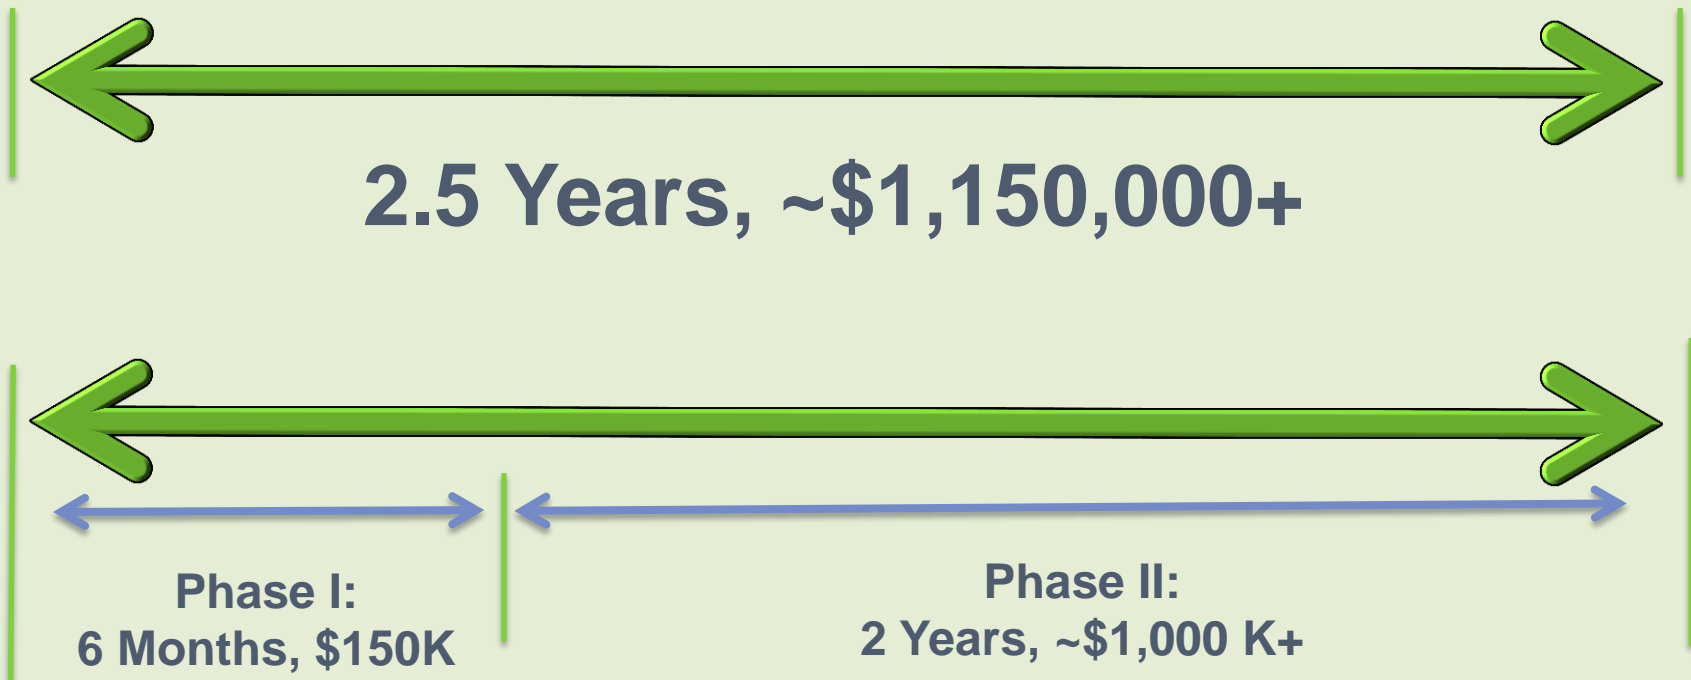 2.5 Years, ~$1,150,000+
Phase I:
6 Months, $150K
Phase II:
2 Years, ~$1,000 K+